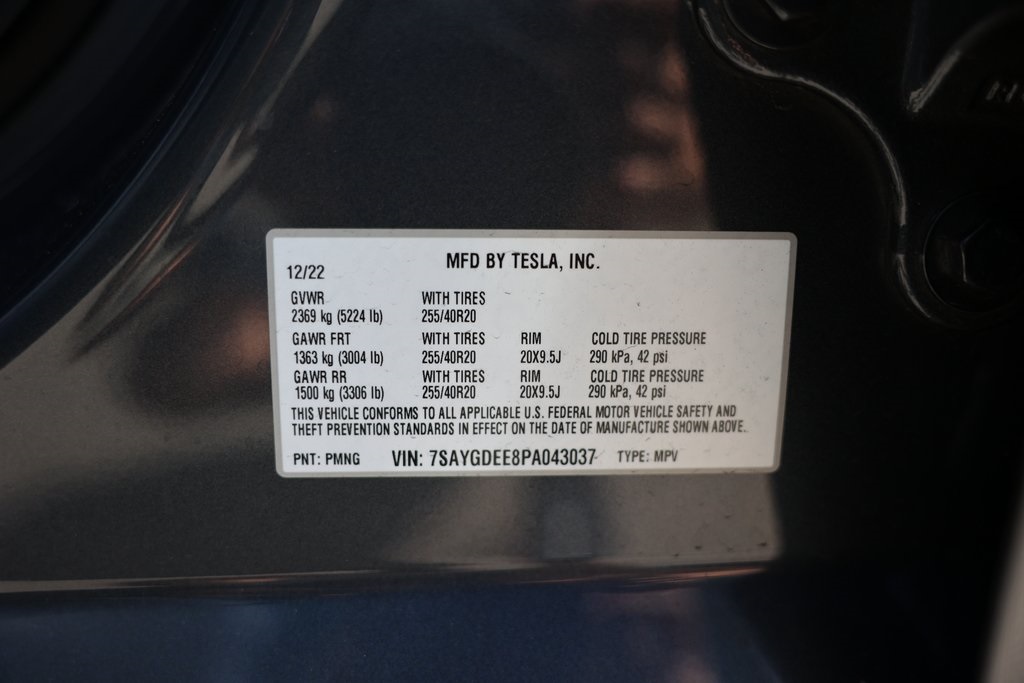 MFD BY TESLA, INC.
12/22
GVWR WITH TIRES
2369 kg (5224 lb) 255/40R20
GAWR FRT WITH TIRES RIM COLD TIRE PRESSURE
1363 kg (3004 lb) 255/40R20 20X9.5J 290 kPa, 42 psi
GAWR RR WITH TIRES RIM COLD TIRE PRESSURE
1500 kg (3306 lb) 255/40R20 20X9.5J 290 kPa, 42 psi
THIS VEHICLE CONFORMS TO ALL APPLICABLE U.S. FEDERAL MOTOR VEHICLE SAFETY AND
THEFT PREVENTION STANDARDS IN EFFECT ON THE DATE OF MANUFACTURE SHOWN ABOVE.
PNT: PMNG VIN: 7SAYGDEE8PA043037 TYPE: MPV